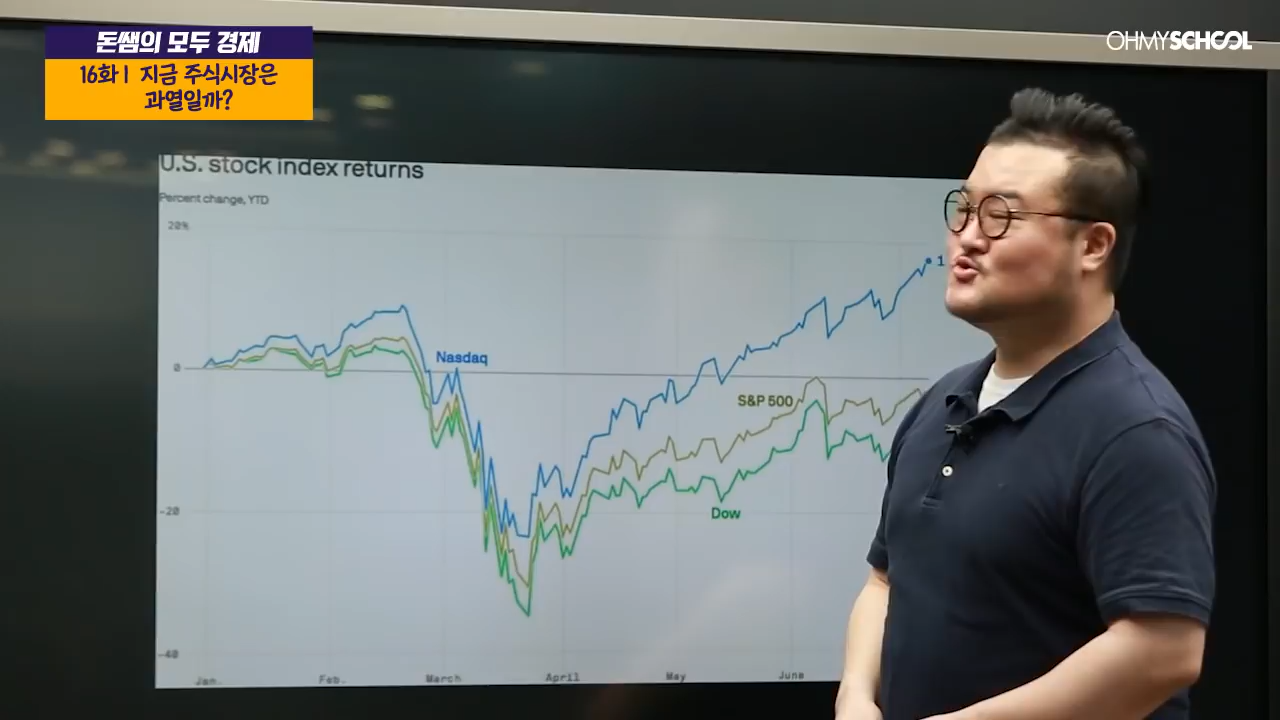 돈쌤의 모두 경제
16화 | 지금 주식시장은
과열일까?
OHMYSCHOOL
U.S. stock index returns
Percent change, YTD
20%
0
-20
-40
Nasdaq
1
S&P 500
Dow
Jan.
Feb.
March
April
May
June